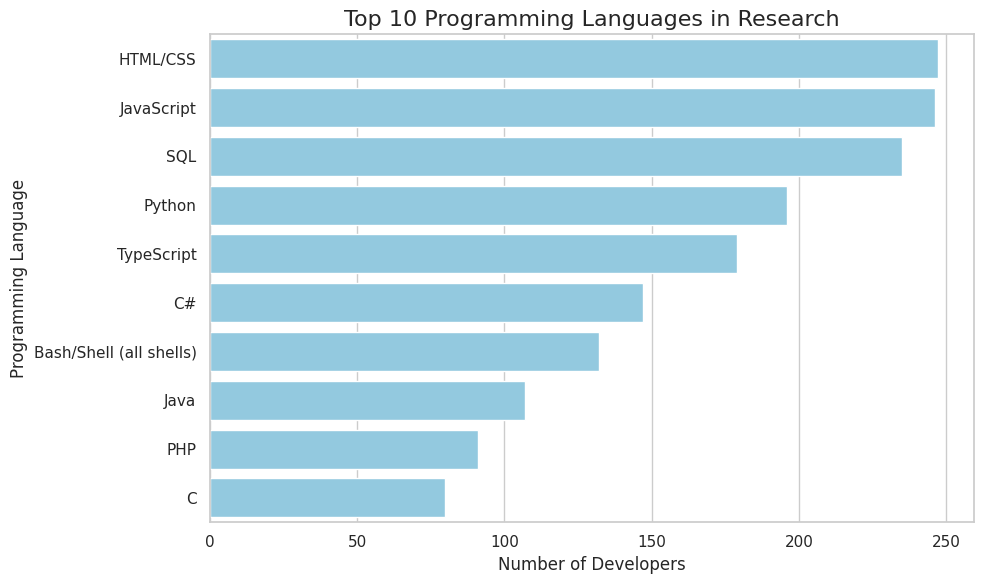 Top 10 Programming Languages in Research
Programming Language
HTML/CSS
JavaScript
SQL
Python
TypeScript
C#
Bash/Shell (all shells)
Java
PHP
C
0 50 100 150 200 250
Number of Developers